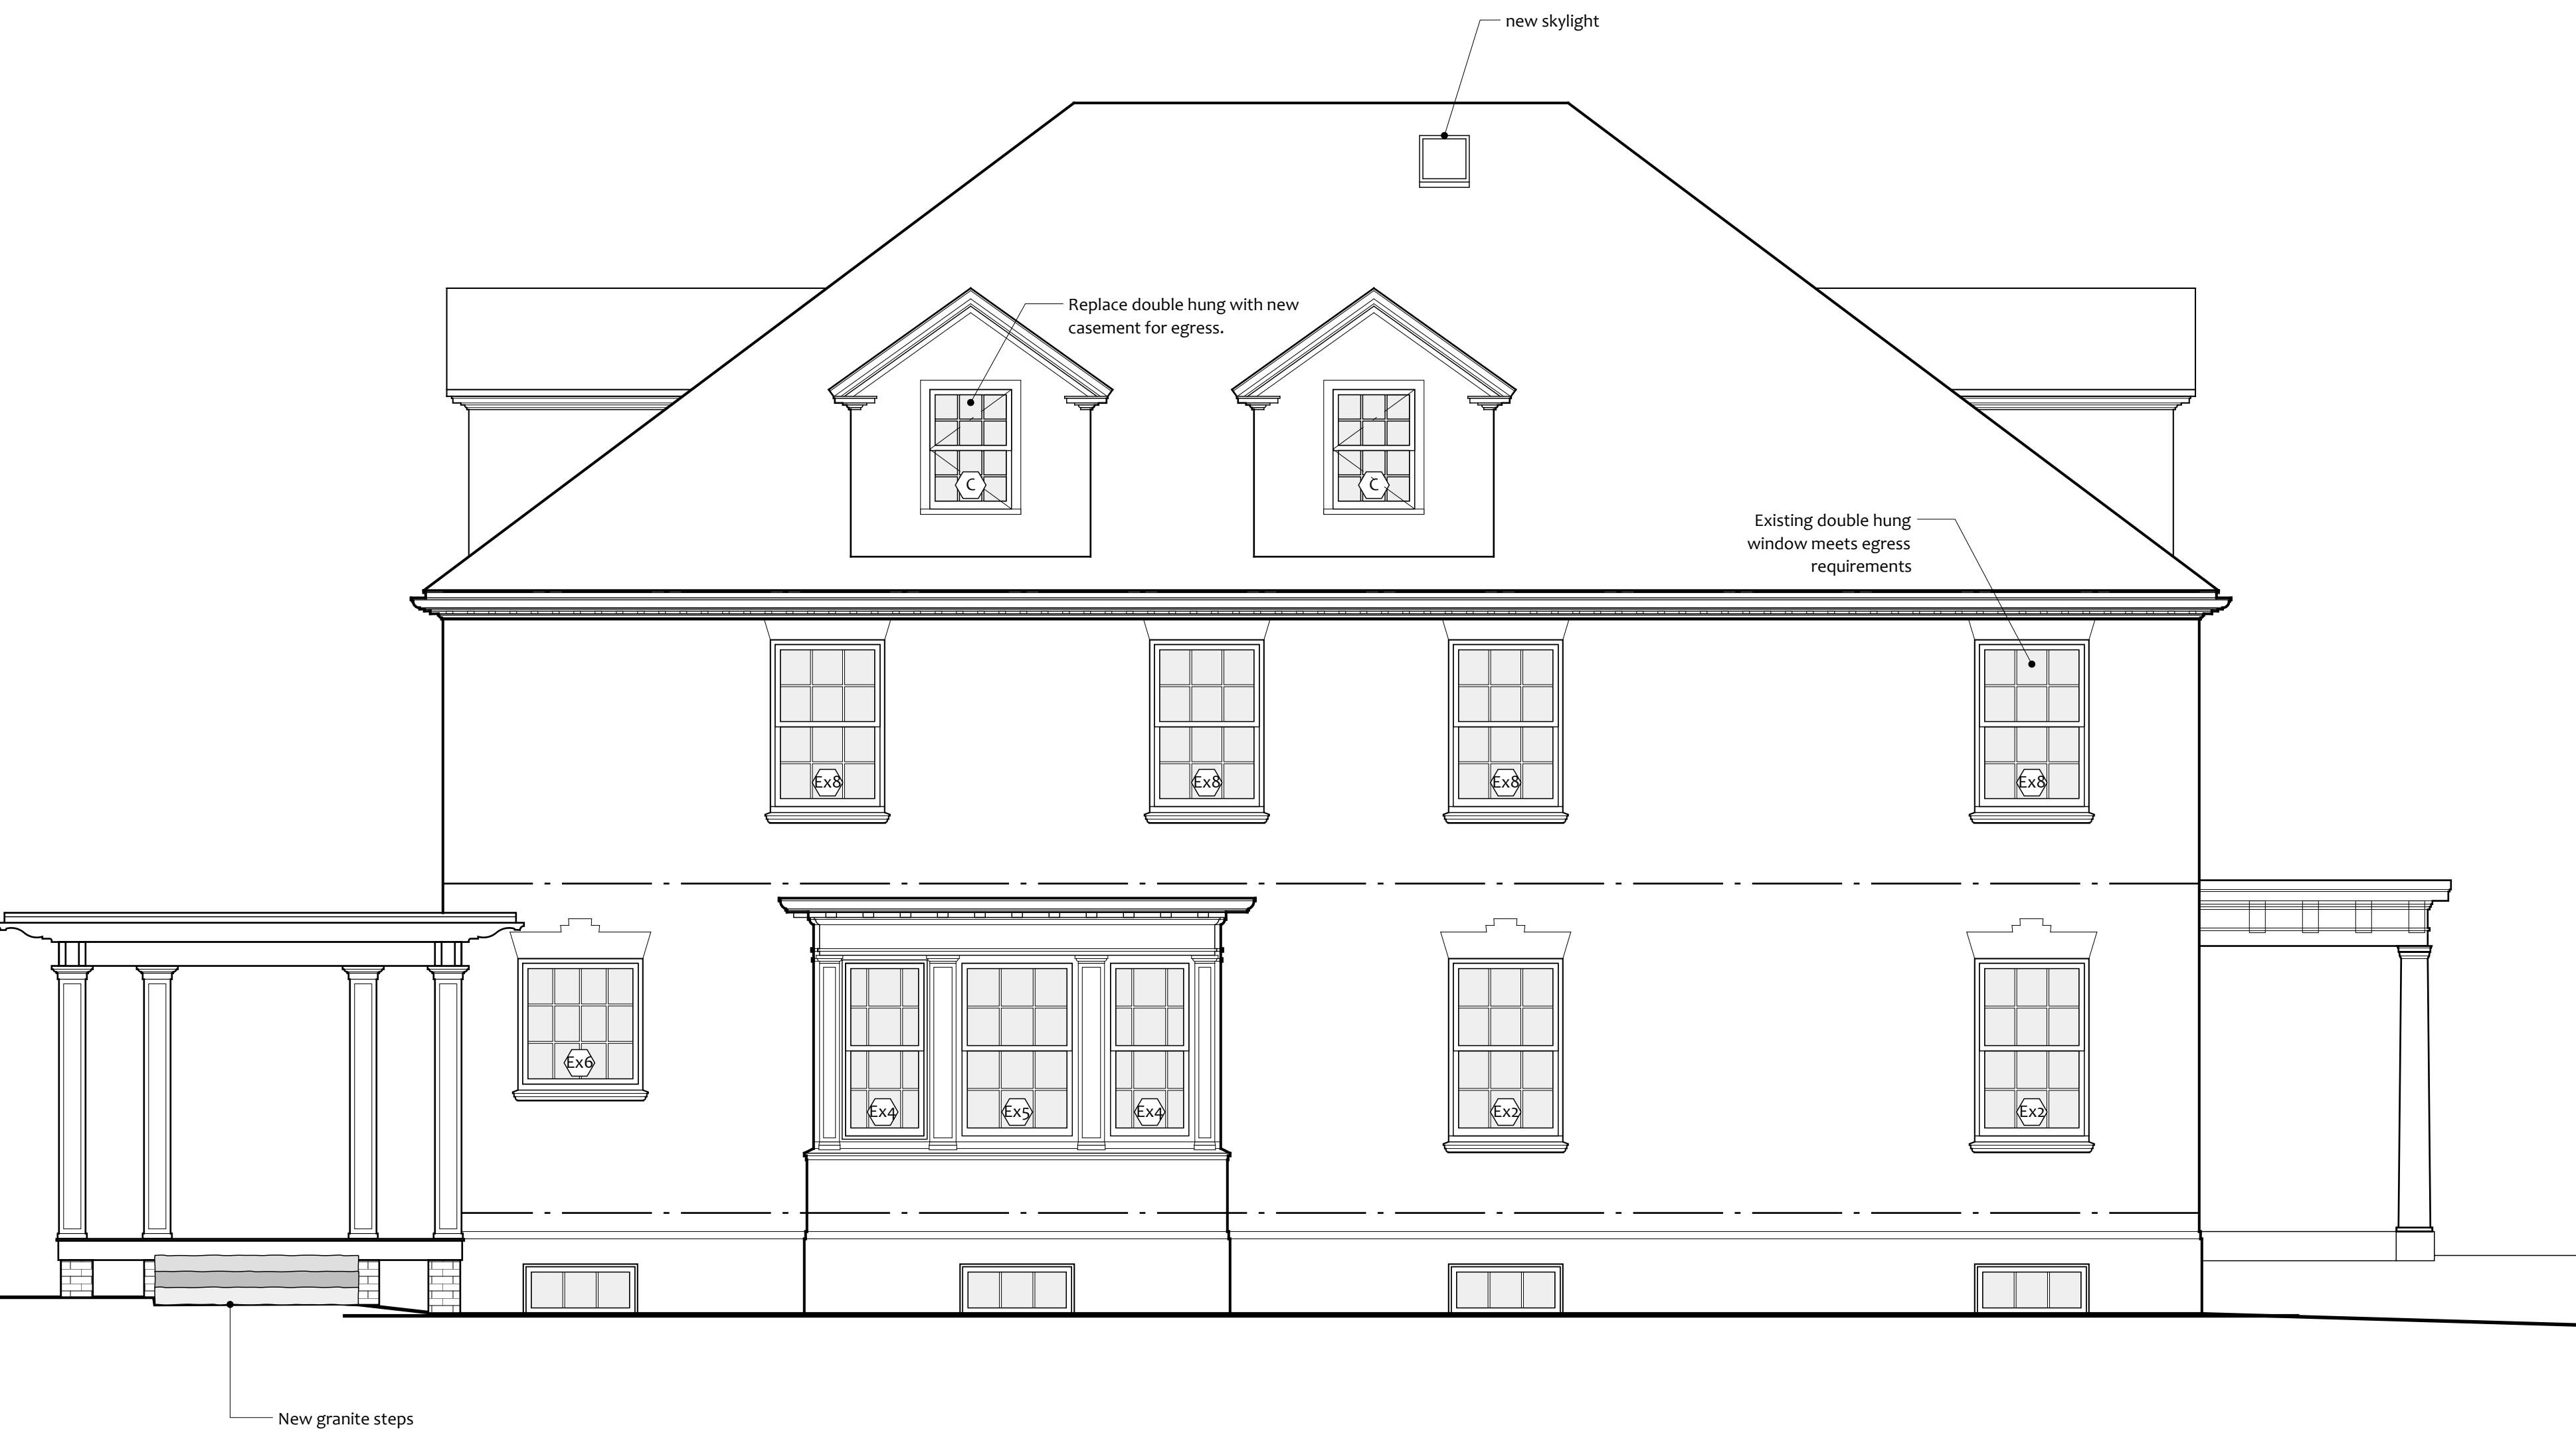 new skylight
Replace double hung with new
casement for egress.
C
C
Existing double hung
window meets egress
requirements
Ex8
Ex8
Ex8
Ex8
Ex6
Ex4
Ex5
Ex4
Ex2
Ex2
New granite steps